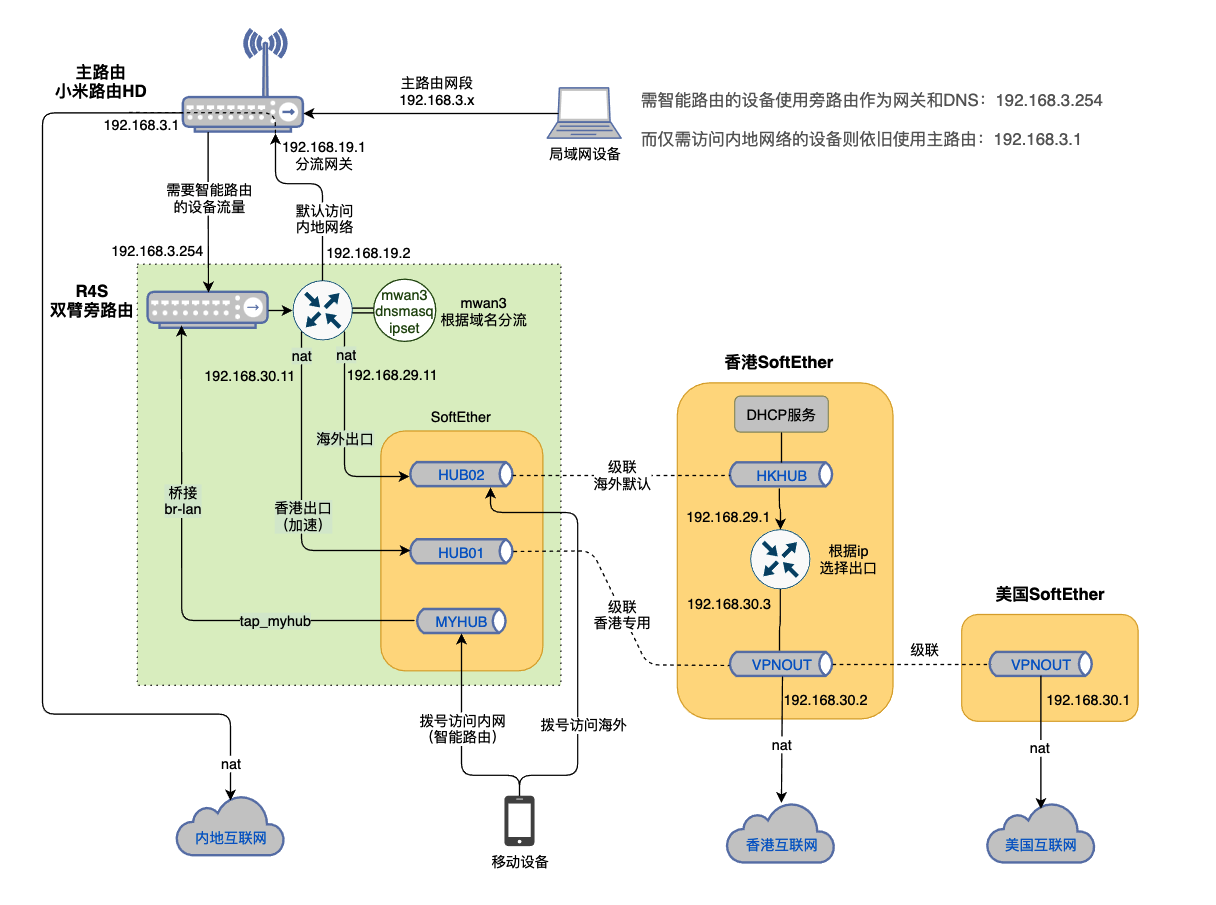 主路由
小米路由HD
192.168.3.1
主路由网段
192.168.3.x
局域网设备
需智能路由的设备使用旁路由作为网关和DNS：192.168.3.254
而仅需访问内地网络的设备则依旧使用主路由：192.168.3.1
192.168.19.1
分流网关
需要智能路由
的设备流量
默认访问
内地网络
192.168.3.254
192.168.19.2
R4S
双臂旁路由
mwan3
dnsmasq
ipset
mwan3
根据域名分流
nat
nat
192.168.30.11
192.168.29.11
SoftEther
海外出口
HUB02
香港出口
（加速）
HUB01
桥接
br-lan
tap_myhub
MYHUB
级联
海外默认
级联
香港专用
香港SoftEther
DHCP服务
HKHUB
192.168.29.1
根据ip
选择出口
192.168.30.3
VPNOUT
192.168.30.2
级联
美国SoftEther
VPNOUT
192.168.30.1
拨号访问内网
（智能路由）
拨号访问海外
移动设备
nat
内地互联网
nat
香港互联网
nat
美国互联网